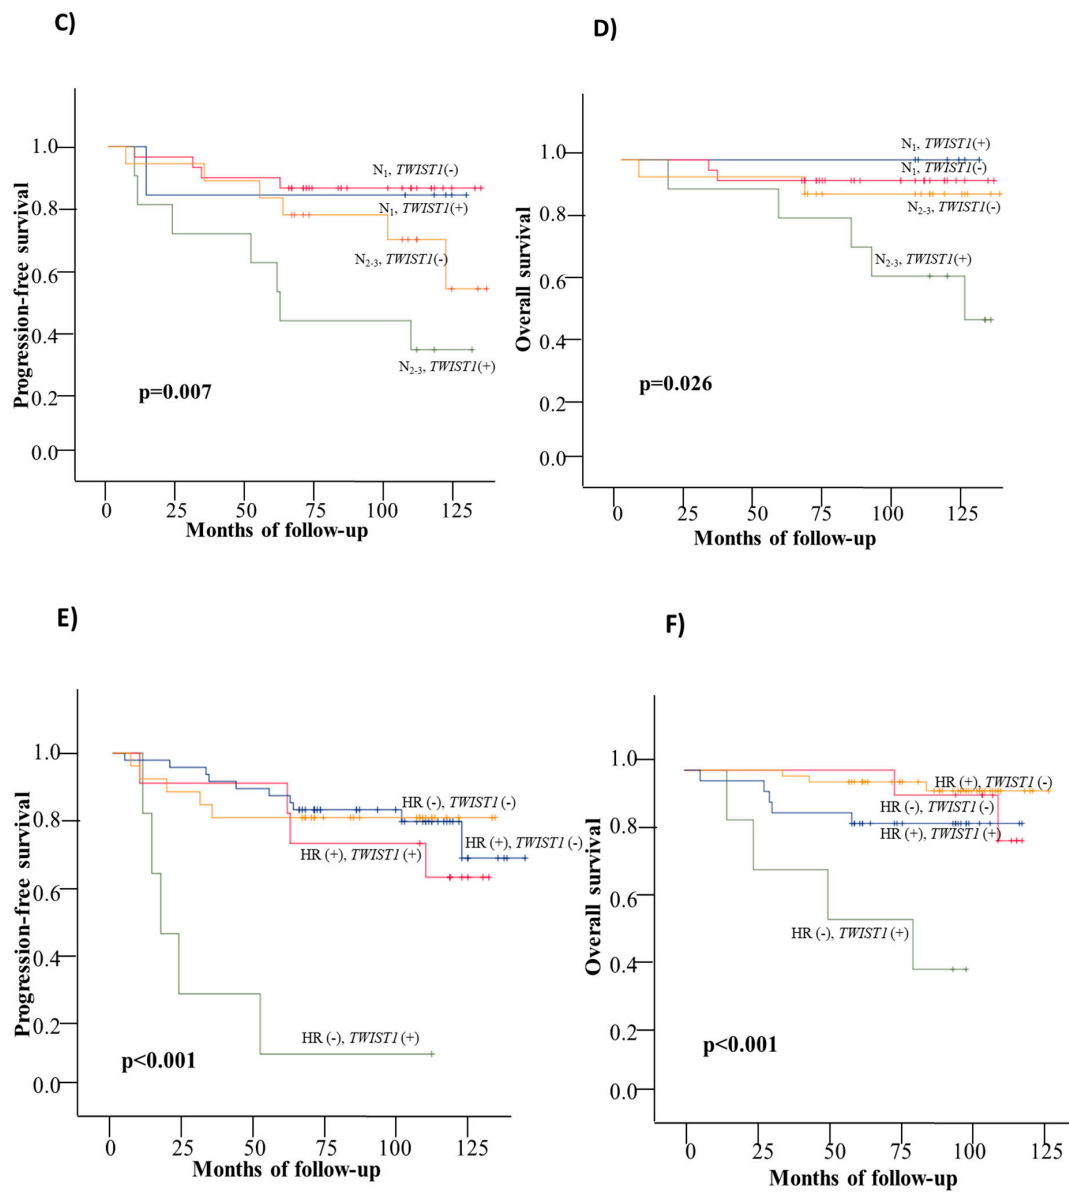 C)
Progression-free survival
1.0
0.8
0.6
0.4
0.2
0.0
N1, TWIST1(-)
N1, TWIST1(+)
N2-3, TWIST1(-)
N2-3, TWIST1(+)
p=0.007
0 25 50 75 100 125
Months of follow-up
D)
Overall survival
1.0
0.8
0.6
0.4
0.2
0.0
N1, TWIST1(+)
N1, TWIST1(-)
N2-3, TWIST1(-)
N2-3, TWIST1(+)
p=0.026
0 25 50 75 100 125
Months of follow-up
E)
Progression-free survival
1.0
0.8
0.6
0.4
0.2
0.0
HR (-), TWIST1 (-)
HR (+), TWIST1 (-)
HR (+), TWIST1 (+)
HR (-), TWIST1 (+)
p<0.001
0 25 50 75 100 125
Months of follow-up
F)
Overall survival
1.0
0.8
0.6
0.4
0.2
0.0
HR (+), TWIST1 (-)
HR (-), TWIST1 (-)
HR (+), TWIST1 (+)
HR (-), TWIST1 (+)
p<0.001
0 25 50 75 100 125
Months of follow-up